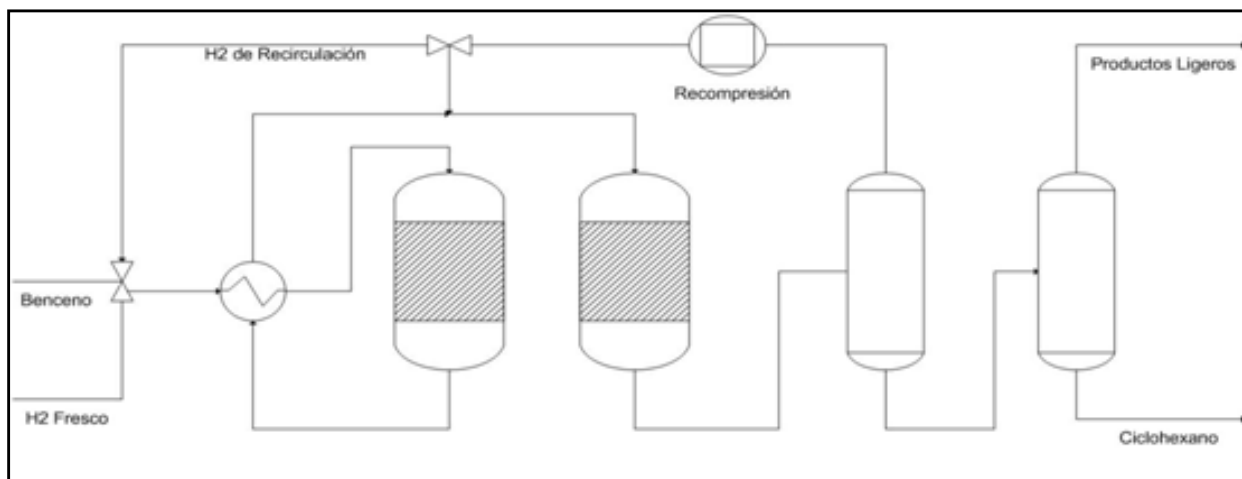 H2 de Recirculación
Recompresión
Productos Ligeros
Benceno
H2 Fresco
Ciclohexano